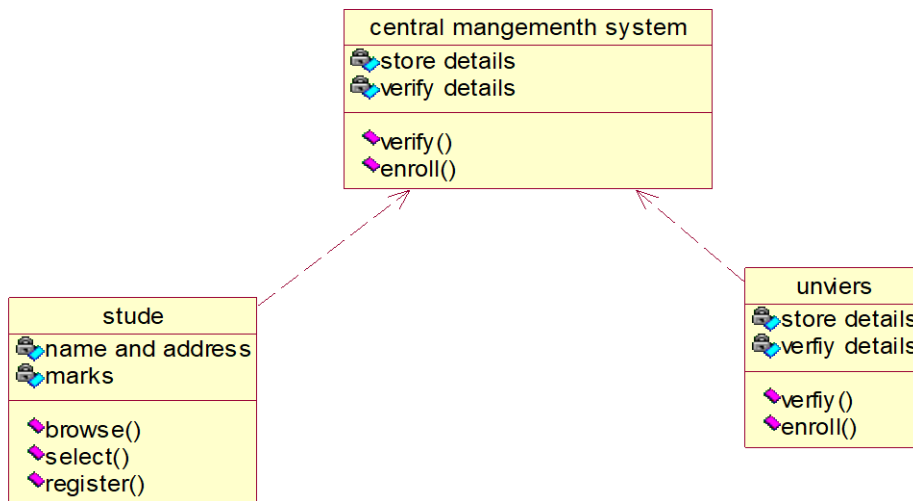 central mangementh system
store details
verify details
verify()
enroll()
stude
name and address
marks
browse()
select()
register()
unviers
store details
verfiy details
verfiy()
enroll()